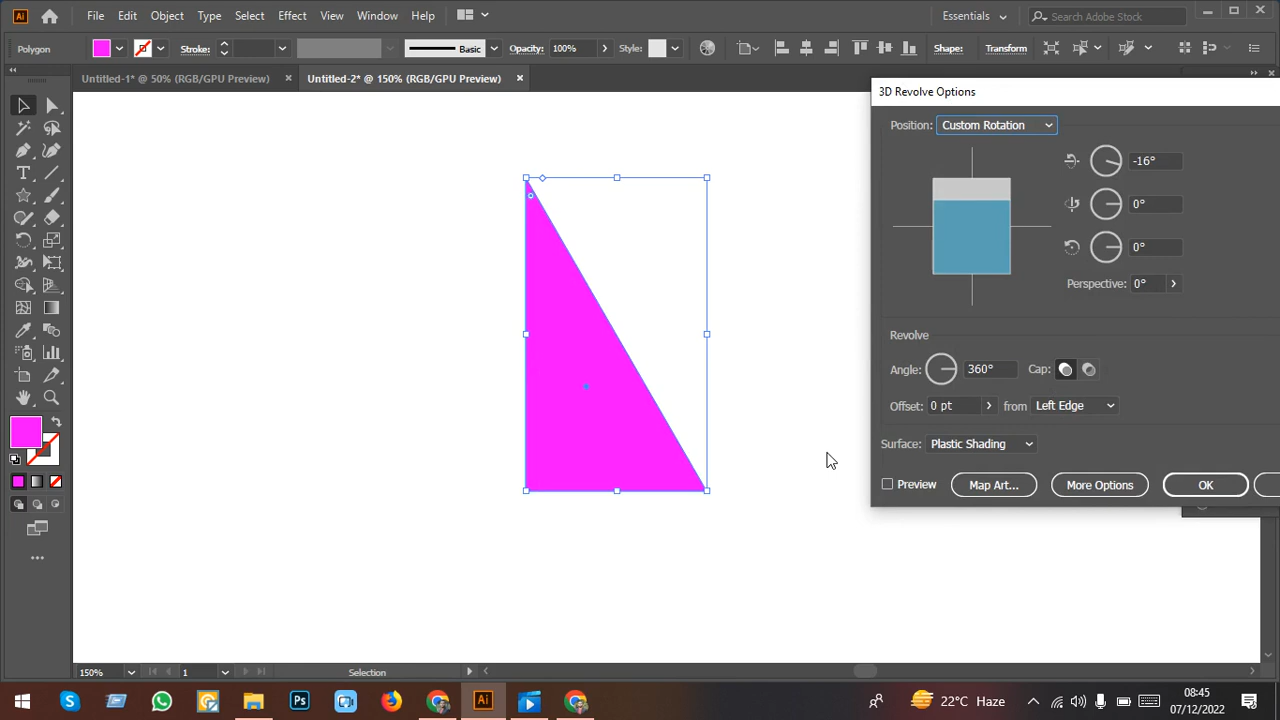 Ai File Edit Object Type Select Effect View Window Help Essentials Search Adobe Stock
Polygon Stroke: Basic Opacity: 100% Style: Shape: Transform
Untitled-1* @ 50% (RGB/GPU Preview) Untitled-2* @ 150% (RGB/GPU Preview)
3D Revolve Options
Position: Custom Rotation
-16°
0°
0°
Perspective: 0°
Revolve
Angle: 360° Cap:
Offset: 0 pt from Left Edge
Surface: Plastic Shading
Preview Map Art... More Options OK
150% 1 Selection
Ps Ai 22°C Haze 08:45
07/12/2022